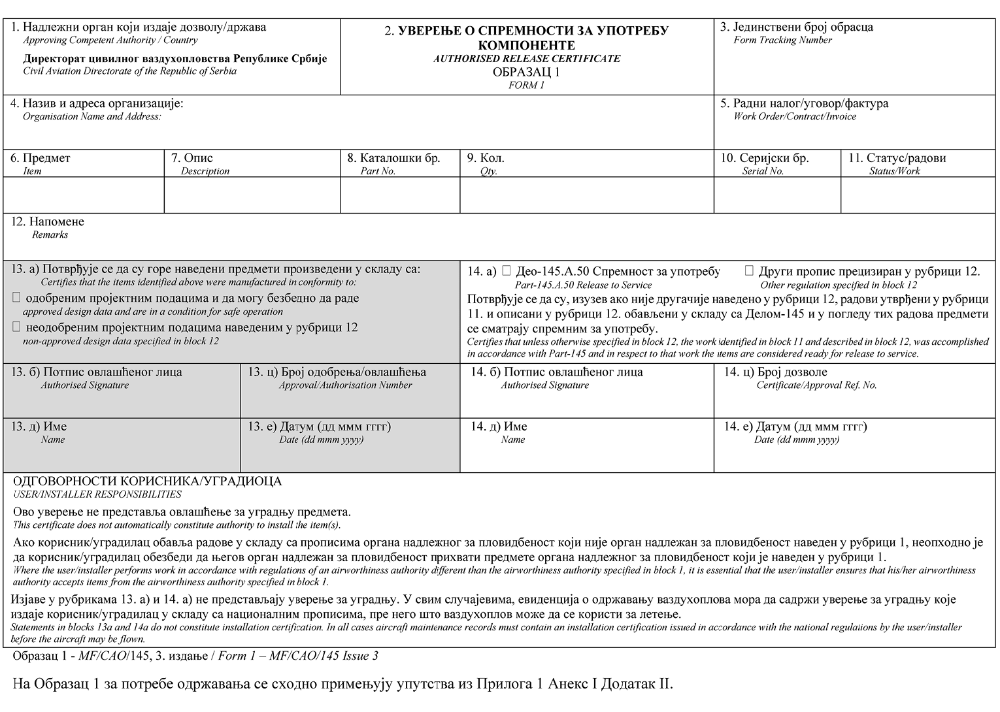 1. Надлежни орган који издаје дозволу/држава
Approving Competent Authority / Country
Директорат цивилног ваздухопловства Републике Србије
Civil Aviation Directorate of the Republic of Serbia
2. УВЕРЕЊЕ О СПРЕМНОСТИ ЗА УПОТРЕБУ
КОМПОНЕНТЕ
AUTHORISED RELEASE CERTIFICATE
ОБРАЗАЦ 1
FORM 1
3. Јединствени број обрасца
Form Tracking Number
4. Назив и адреса организације:
Organisation Name and Address:
5. Радни налог/уговор/фактура
Work Order/Contract/Invoice
6. Предмет
Item
7. Опис
Description
8. Каталошки бр.
Part No.
9. Кол.
Qty.
10. Серијски бр.
Serial No.
11. Статус/радови
Status/Work
12. Напомене
Remarks
13. а) Потврђује се да су горе наведени предмети произведени у складу са:
Certifies that the items identified above were manufactured in conformity to:
☐ одобреним пројектним подацима и да могу безбедно да раде
approved design data and are in a condition for safe operation
☐ неодобреним пројектним подацима наведеним у рубрици 12
non-approved design data specified in block 12
14. а) ☐ Део-145.А.50 Спремност за употребу ☐ Други пропис прецизиран у рубрици 12.
Part-145.A.50 Release to Service Other regulation specified in block 12
Потврђује се да су, изузев ако није другачије наведено у рубрици 12, радови утврђени у рубрици
11. и описани у рубрици 12. обављени у складу са Делом-145 и у погледу тих радова предмети
се сматрају спремним за употребу.
Certifies that unless otherwise specified in block 12, the work identified in block 11 and described in block 12, was accomplished
in accordance with Part-145 and in respect to that work the items are considered ready for release to service.
13. б) Потпис овлашћеног лица
Authorised Signature
13. ц) Број одобрења/овлашћења
Approval/Authorisation Number
14. б) Потпис овлашћеног лица
Authorised Signature
14. ц) Број дозволе
Certificate/Approval Ref. No.
13. д) Име
Name
13. е) Датум (дд ммм гггг)
Date (dd mmm yyyy)
14. д) Име
Name
14. е) Датум (дд ммм гггг)
Date (dd mmm yyyy)
ОДГОВОРНОСТИ КОРИСНИКА/УГРАДИОЦА
USER/INSTALLER RESPONSIBILITIES
Ово уверење не представља овлашћење за уградњу предмета.
This certificate does not automatically constitute authority to install the item(s).
Ако корисник/уградилац обавља радове у складу са прописима органа надлежног за пловидбеност који није орган надлежан за пловидбеност наведен у рубрици 1, неопходно је
да корисник/уградилац обезбеди да његов орган надлежан за пловидбеност прихвати предмете органа надлежног за пловидбеност који је наведен у рубрици 1.
Where the user/installer performs work in accordance with regulations of an airworthiness authority different than the airworthiness authority specified in block 1, it is essential that the user/installer ensures that his/her airworthiness
authority accepts items from the airworthiness authority specified in block 1.
Изјаве у рубрикама 13. а) и 14. а) не представљају уверење за уградњу. У свим случајевима, евиденција о одржавању ваздухоплова мора да садржи уверење за уградњу које
издаје корисник/уградилац у складу са националним прописима, пре него што ваздухоплов може да се користи за летење.
Statements in blocks 13a and 14a do not constitute installation certification. In all cases aircraft maintenance records must contain an installation certification issued in accordance with the national regulations by the user/installer
before the aircraft may be flown.
Образац 1 - MF/CAO/145, 3. издање / Form 1 – MF/CAO/145 Issue 3
На Образац 1 за потребе одржавања се сходно примењују упутства из Прилога 1 Анекс I Додатак II.